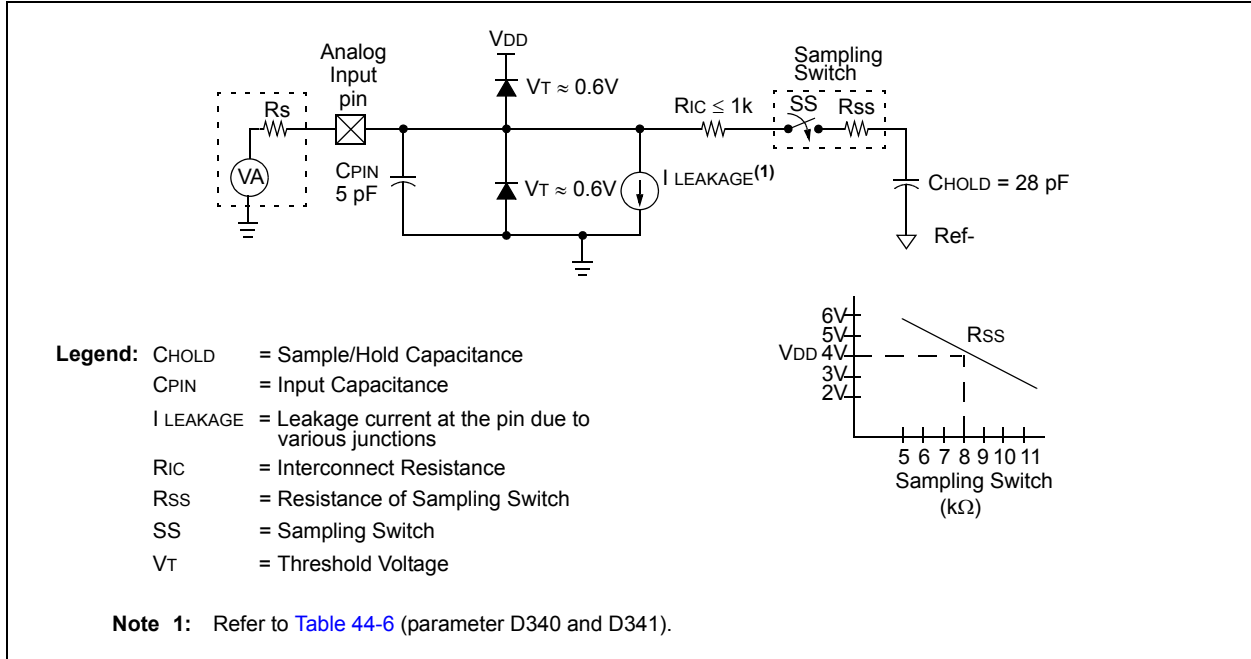 VDD
Analog
Input
pin
Sampling
Switch
VT ≈ 0.6V
Rs
RIC ≤ 1k
SS
Rss
VA
CPIN
5 pF
VT ≈ 0.6V
I LEAKAGE(1)
CHOLD = 28 pF
Ref-
6V
5V
VDD 4V
3V
2V
RSS
5 6 7 8 9 10 11
Sampling Switch
(kΩ)
Legend: CHOLD = Sample/Hold Capacitance
CPIN = Input Capacitance
I LEAKAGE = Leakage current at the pin due to
various junctions
RIC = Interconnect Resistance
RSS = Resistance of Sampling Switch
SS = Sampling Switch
VT = Threshold Voltage
Note 1: Refer to Table 44-6 (parameter D340 and D341).